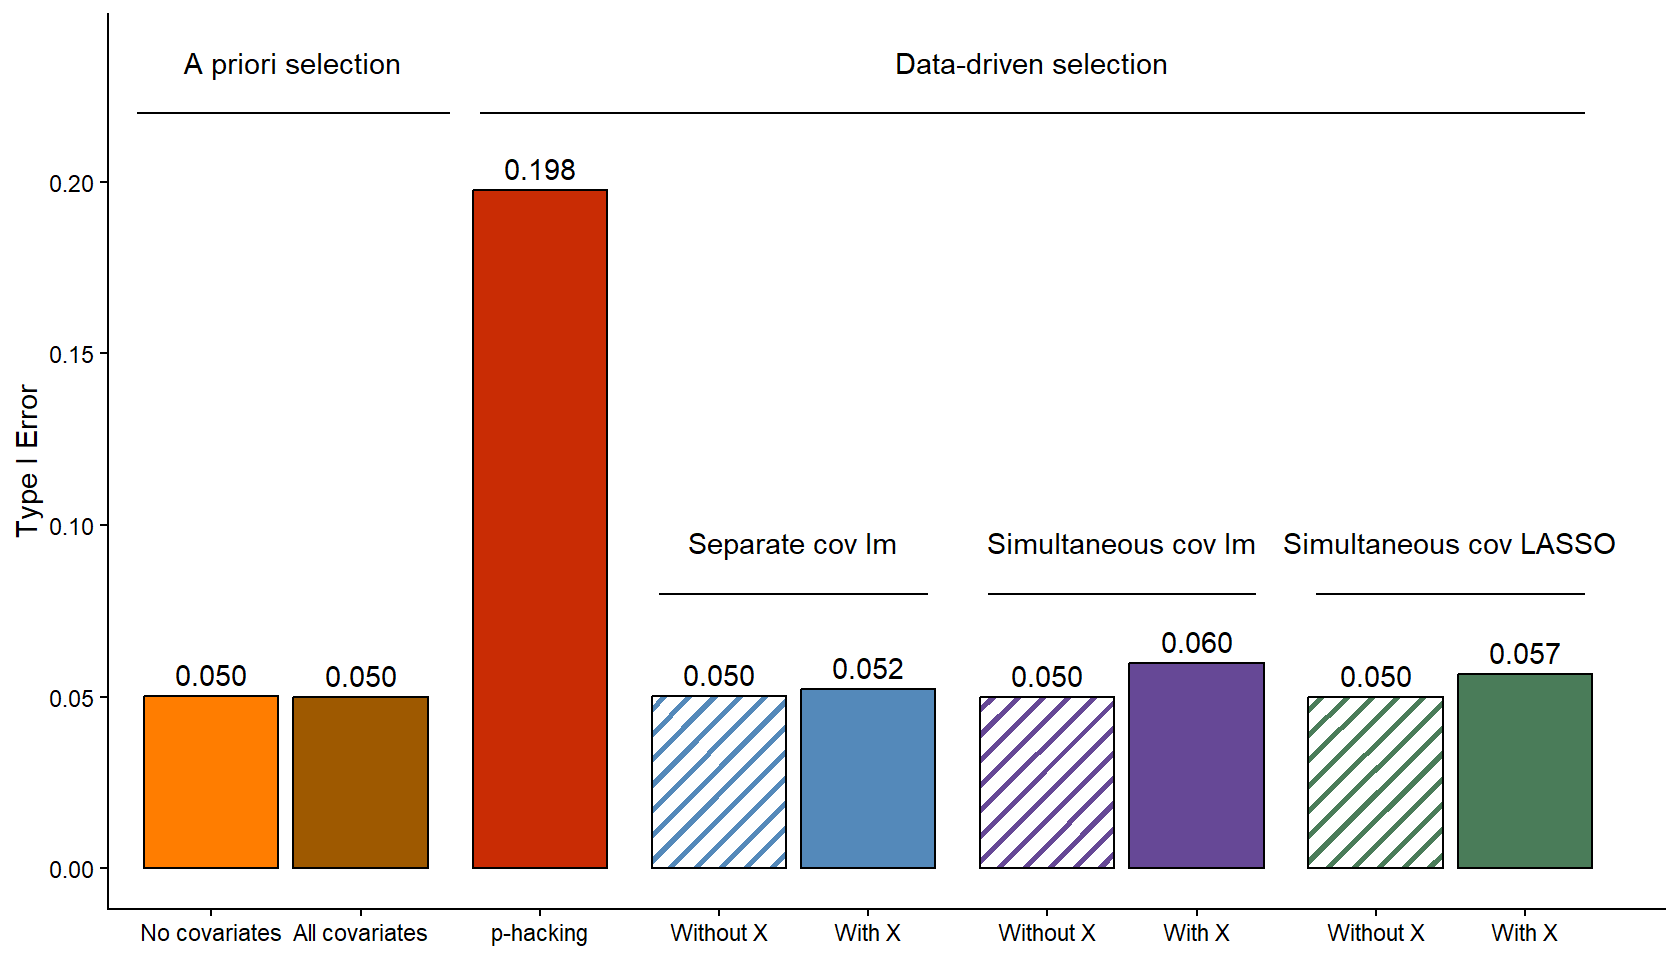 A priori selection
Data-driven selection
0.198
0.20
0.15
Type I Error
0.10
Separate cov lm
Simultaneous cov lm
Simultaneous cov LASSO
0.050
0.050
0.050
0.052
0.050
0.060
0.050
0.057
0.05
0.00
No covariates
All covariates
p-hacking
Without X
With X
Without X
With X
Without X
With X